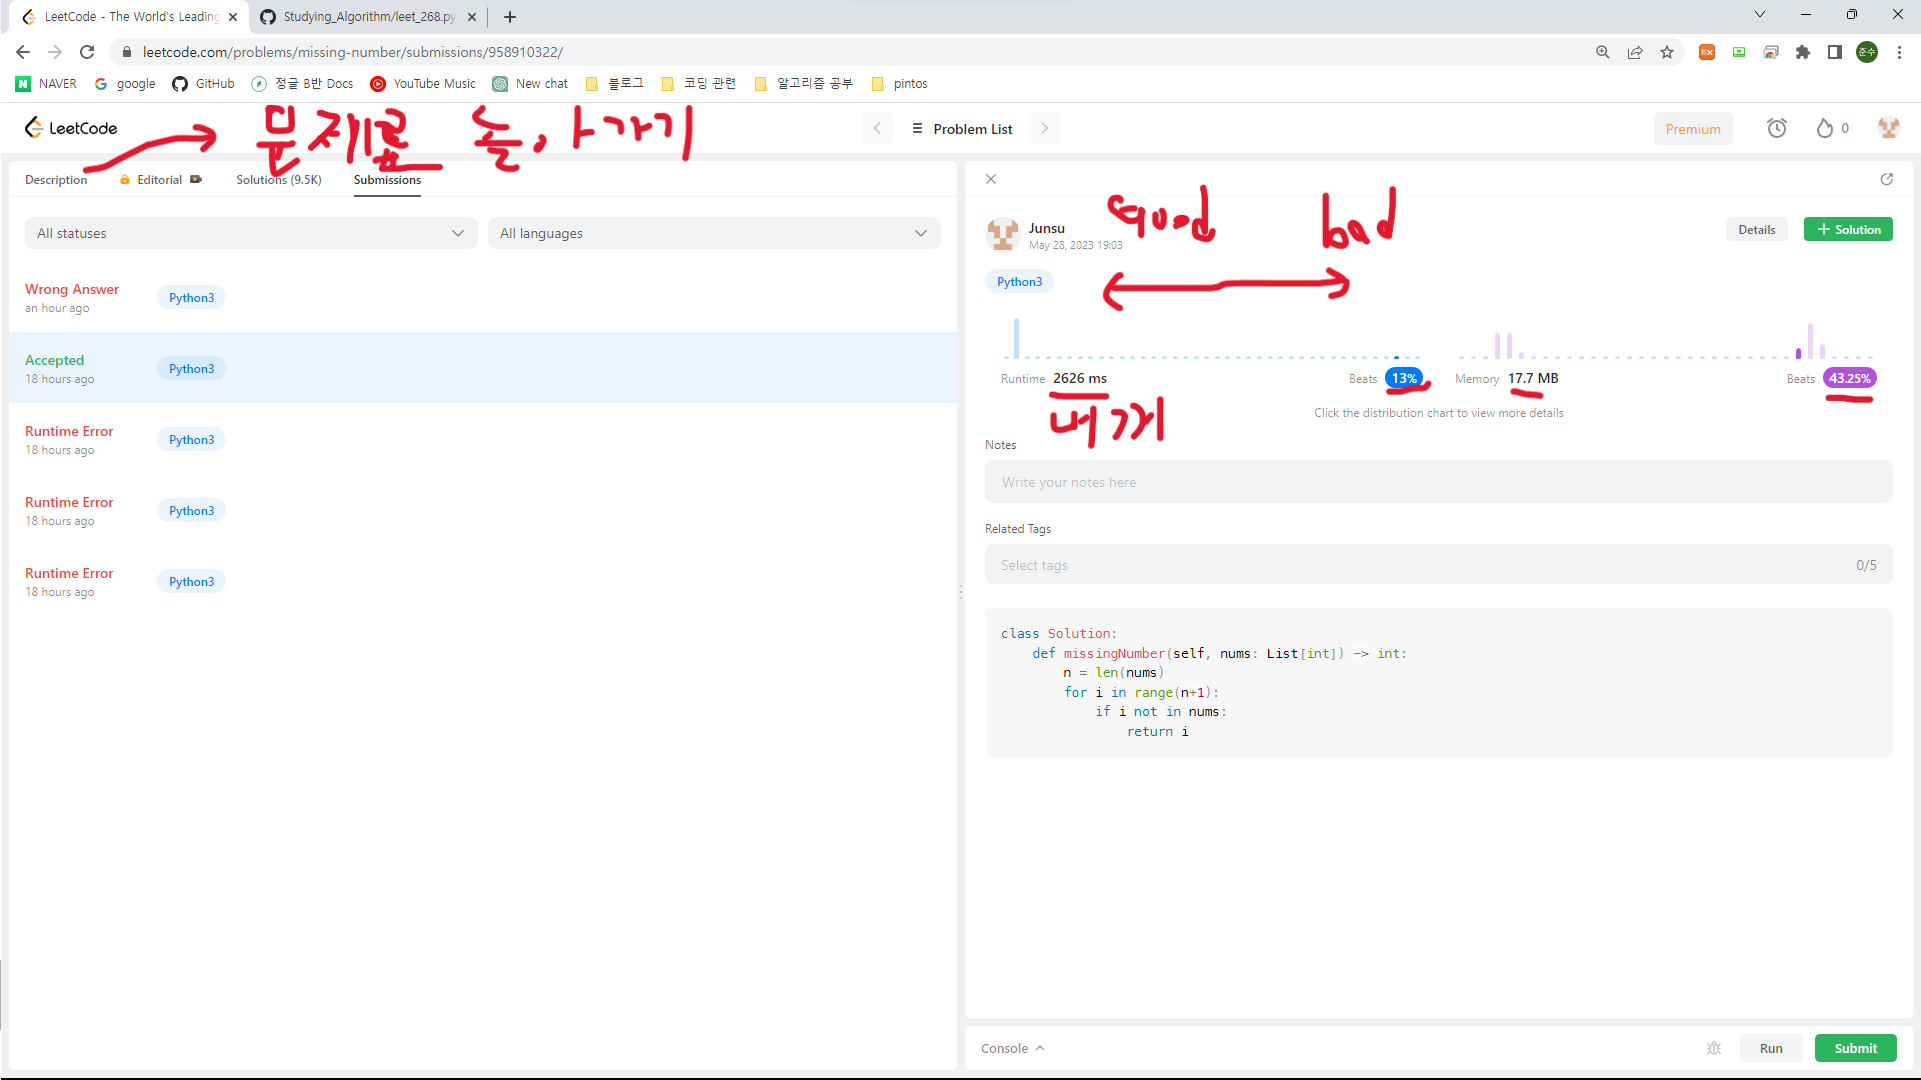 LeetCode - The World's Leading
Studying_Algorithm/leet_268.py
leetcode.com/problems/missing-number/submissions/958910322/
EX
준수
NAVER google GitHub 정글 B반 Docs YouTube Music New chat 블로그 코딩 관련 알고리즘 공부 pintos
LeetCode
문제로 돌아가기
Problem List
Premium
0
Description Editorial Solutions (9.5K) Submissions
All statuses
All languages
Wrong Answer
an hour ago
Python3
Accepted
18 hours ago
Python3
Runtime Error
18 hours ago
Python3
Runtime Error
18 hours ago
Python3
Runtime Error
18 hours ago
Python3
Junsu
May 28, 2023 19:03
good
bad
Details
Solution
Python3
Runtime 2626 ms
Beats 13%
Memory 17.7 MB
Beats 43.25%
내꺼
Click the distribution chart to view more details
Notes
Write your notes here
Related Tags
Select tags
0/5
class Solution:
    def missingNumber(self, nums: List[int]) -> int:
        n = len(nums)
        for i in range(n+1):
            if i not in nums:
                return i
Console
Run
Submit